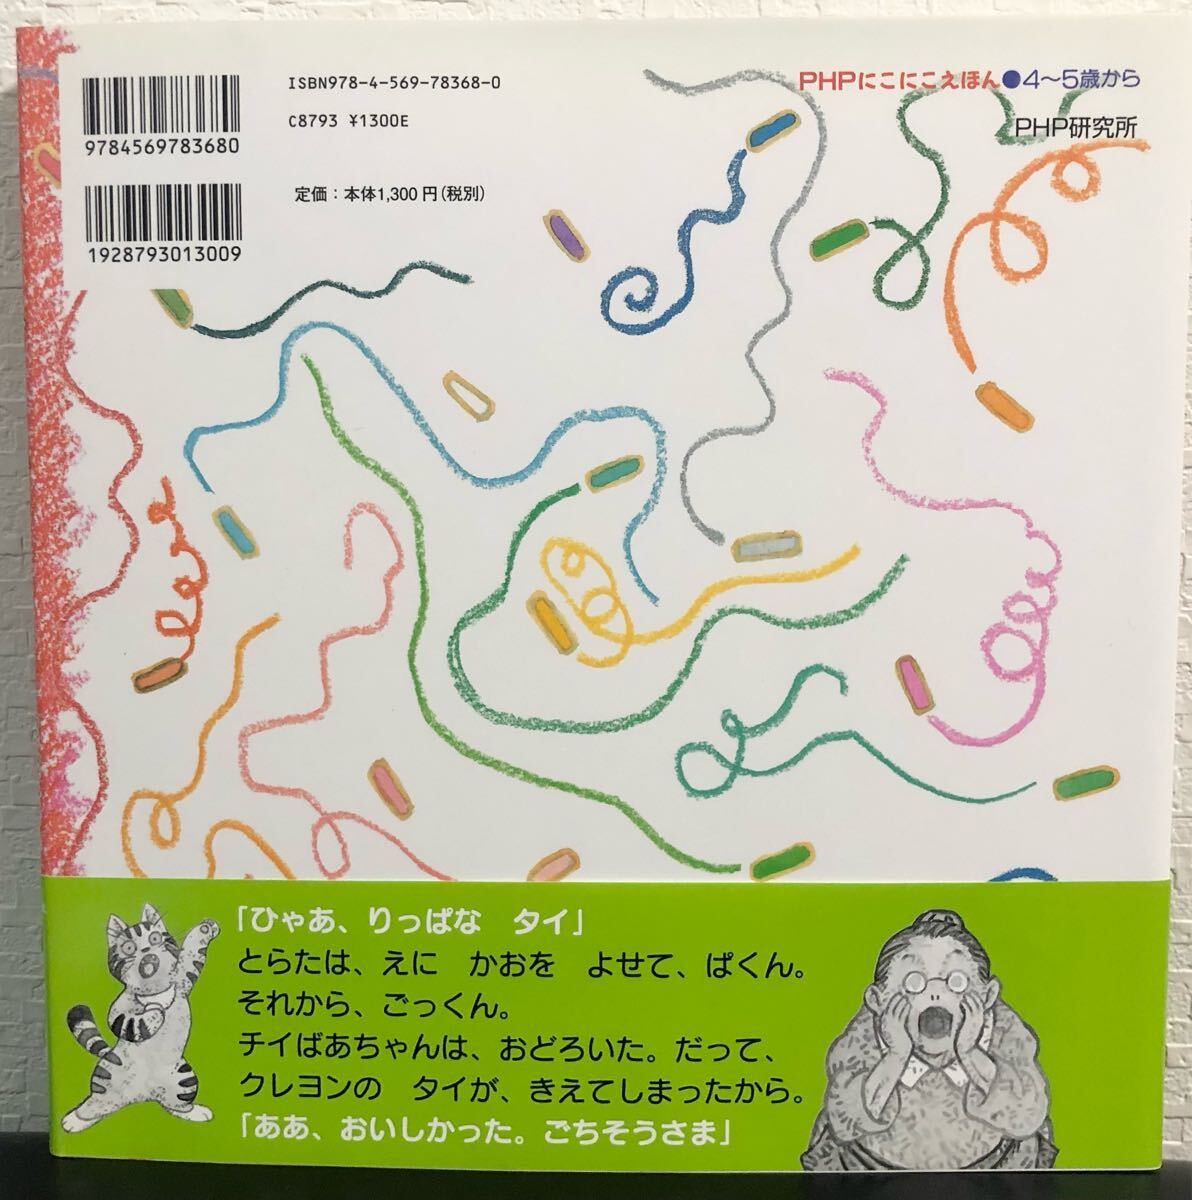 ISBN978-4-569-78368-0
C8793 ¥1300E
9784569783680
定価：本体1,300円(税別)
1928793013009
PHPにこにこえほん●4〜5歳から
PHP研究所
「ひゃあ、りっぱな　タイ」
とらたは、えに　かおを　よせて、ぱくん。
それから、ごっくん。
チイばあちゃんは、おどろいた。だって、
クレヨンの　タイが、きえてしまったから。
「ああ、おいしかった。ごちそうさま」